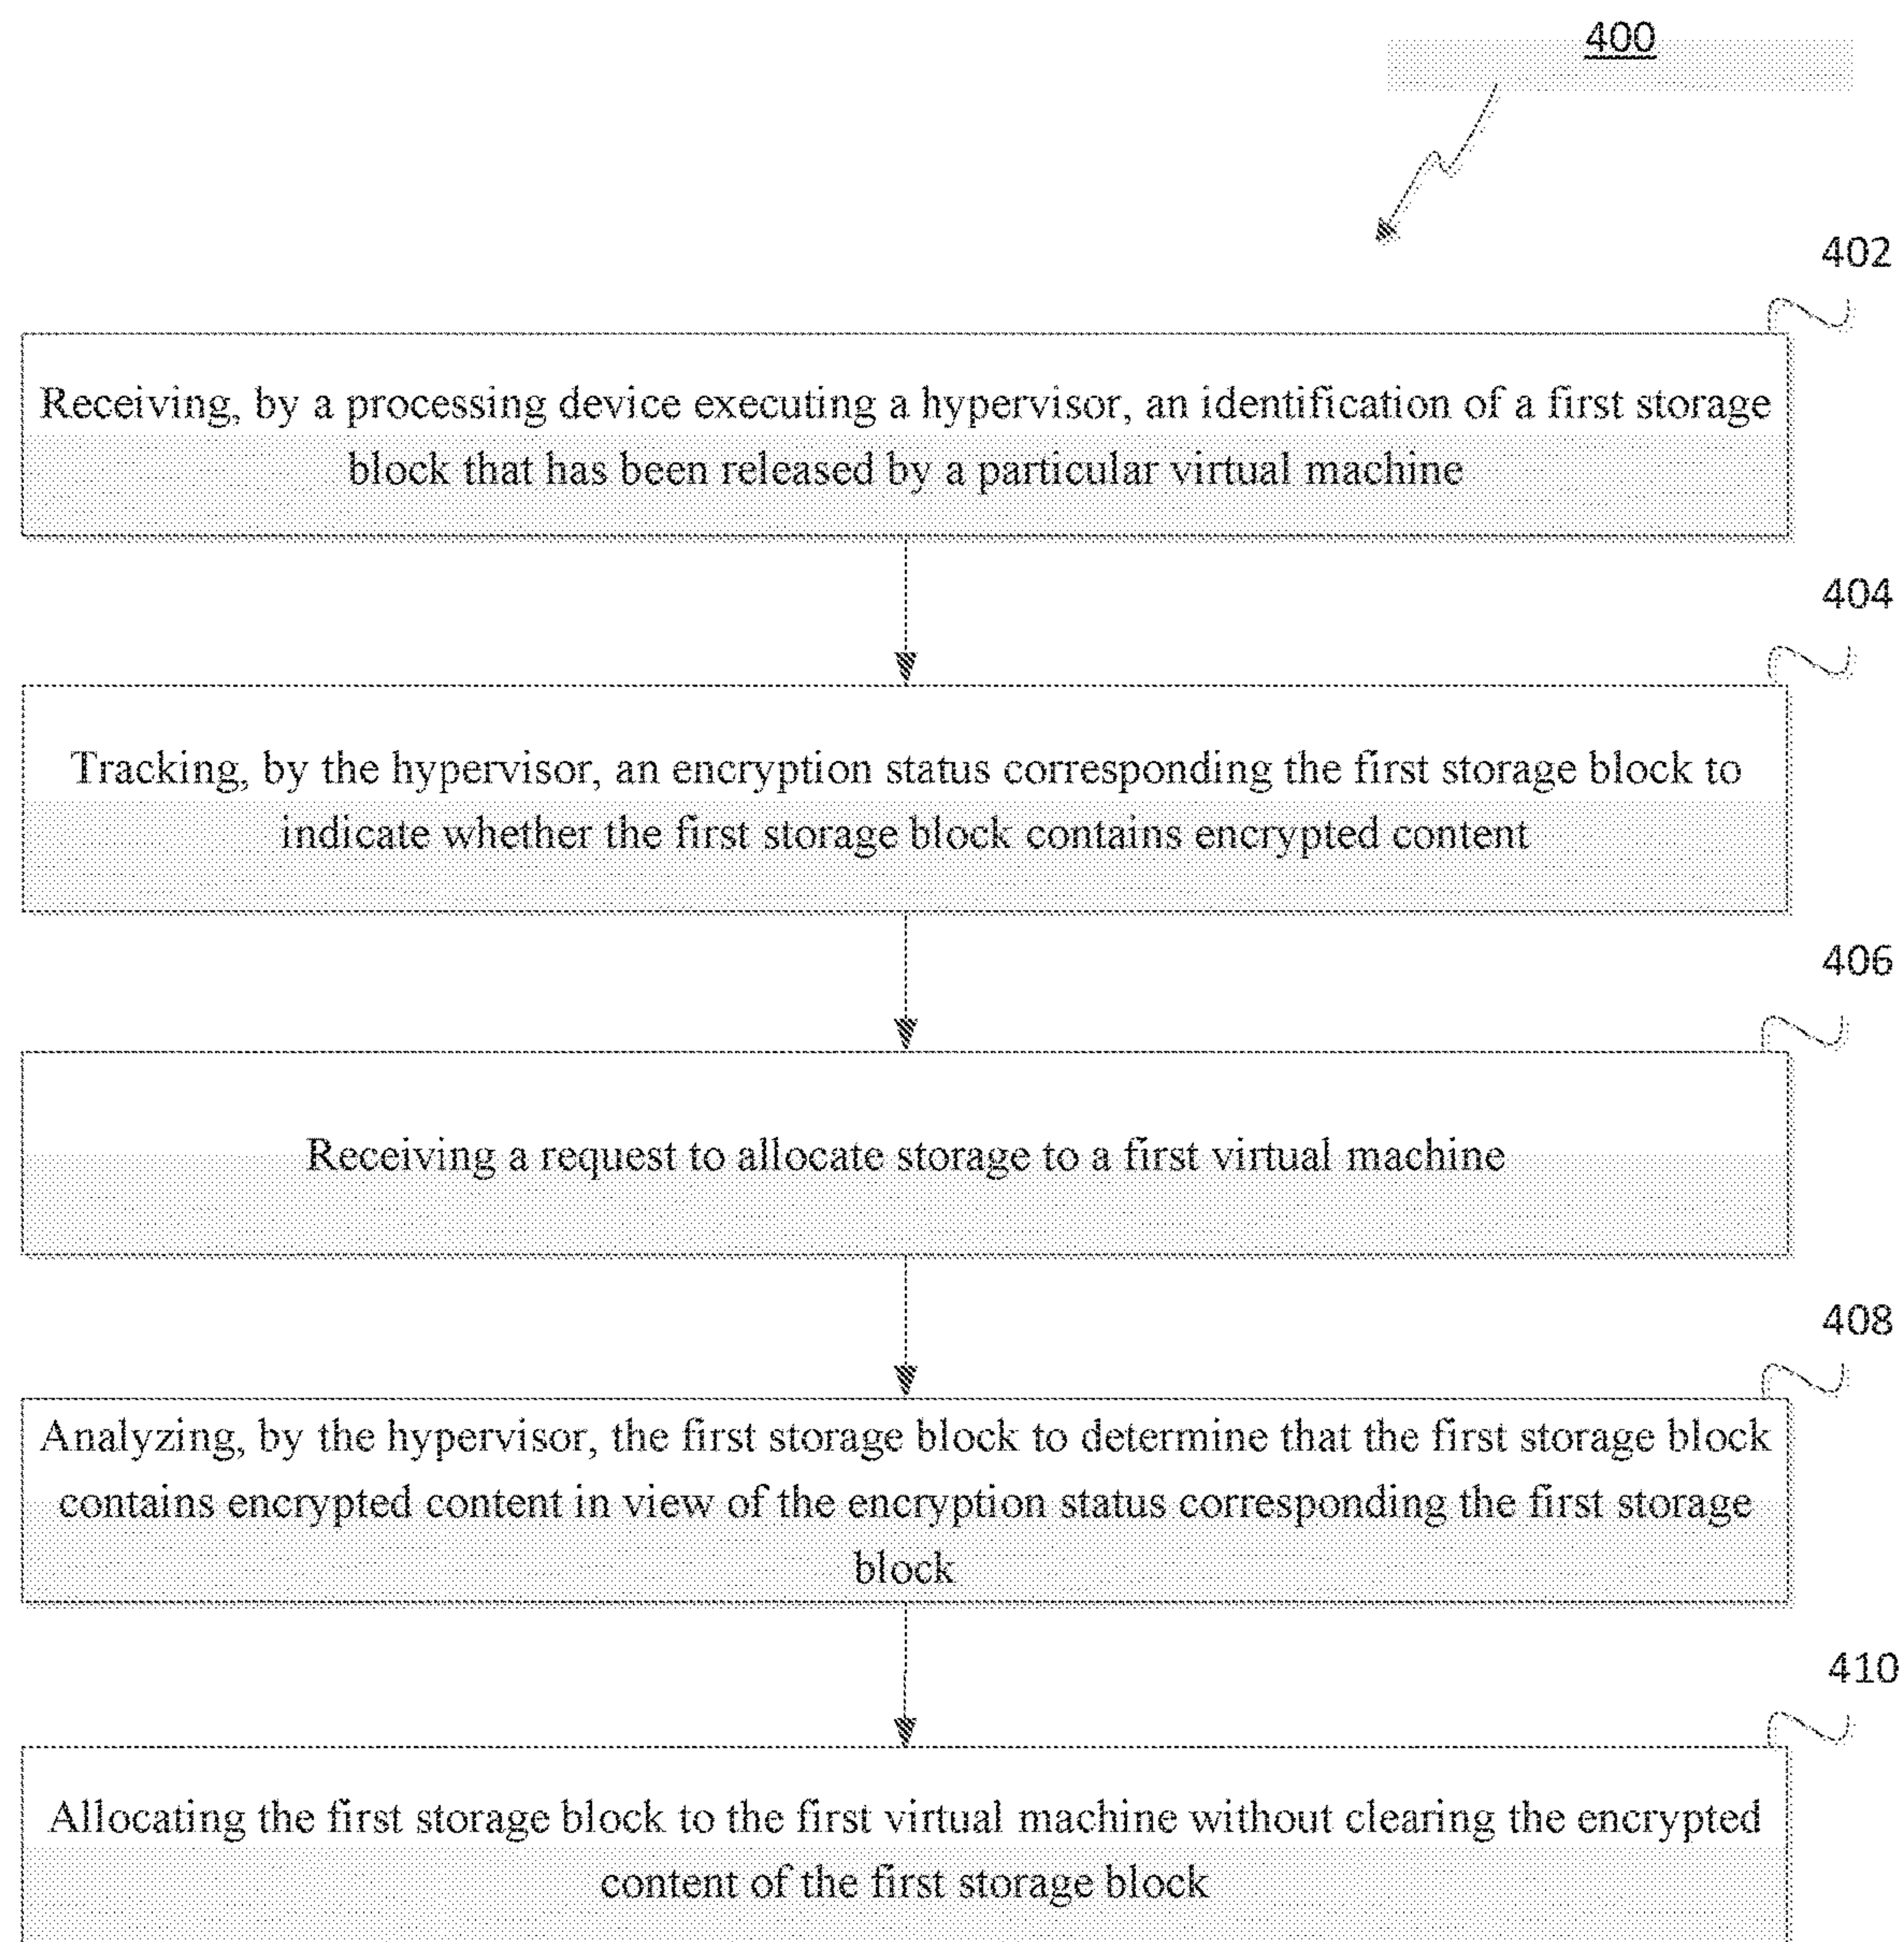 400
402
Receiving, by a processing device executing a hypervisor, an identification of a first storage
block that has been released by a particular virtual machine
404
Tracking, by the hypervisor, an encryption status corresponding the first storage block to
indicate whether the first storage block contains encrypted content
406
Receiving a request to allocate storage to a first virtual machine
408
Analyzing, by the hypervisor, the first storage block to determine that the first storage block
contains encrypted content in view of the encryption status corresponding the first storage
block
410
Allocating the first storage block to the first virtual machine without clearing the encrypted
content of the first storage block